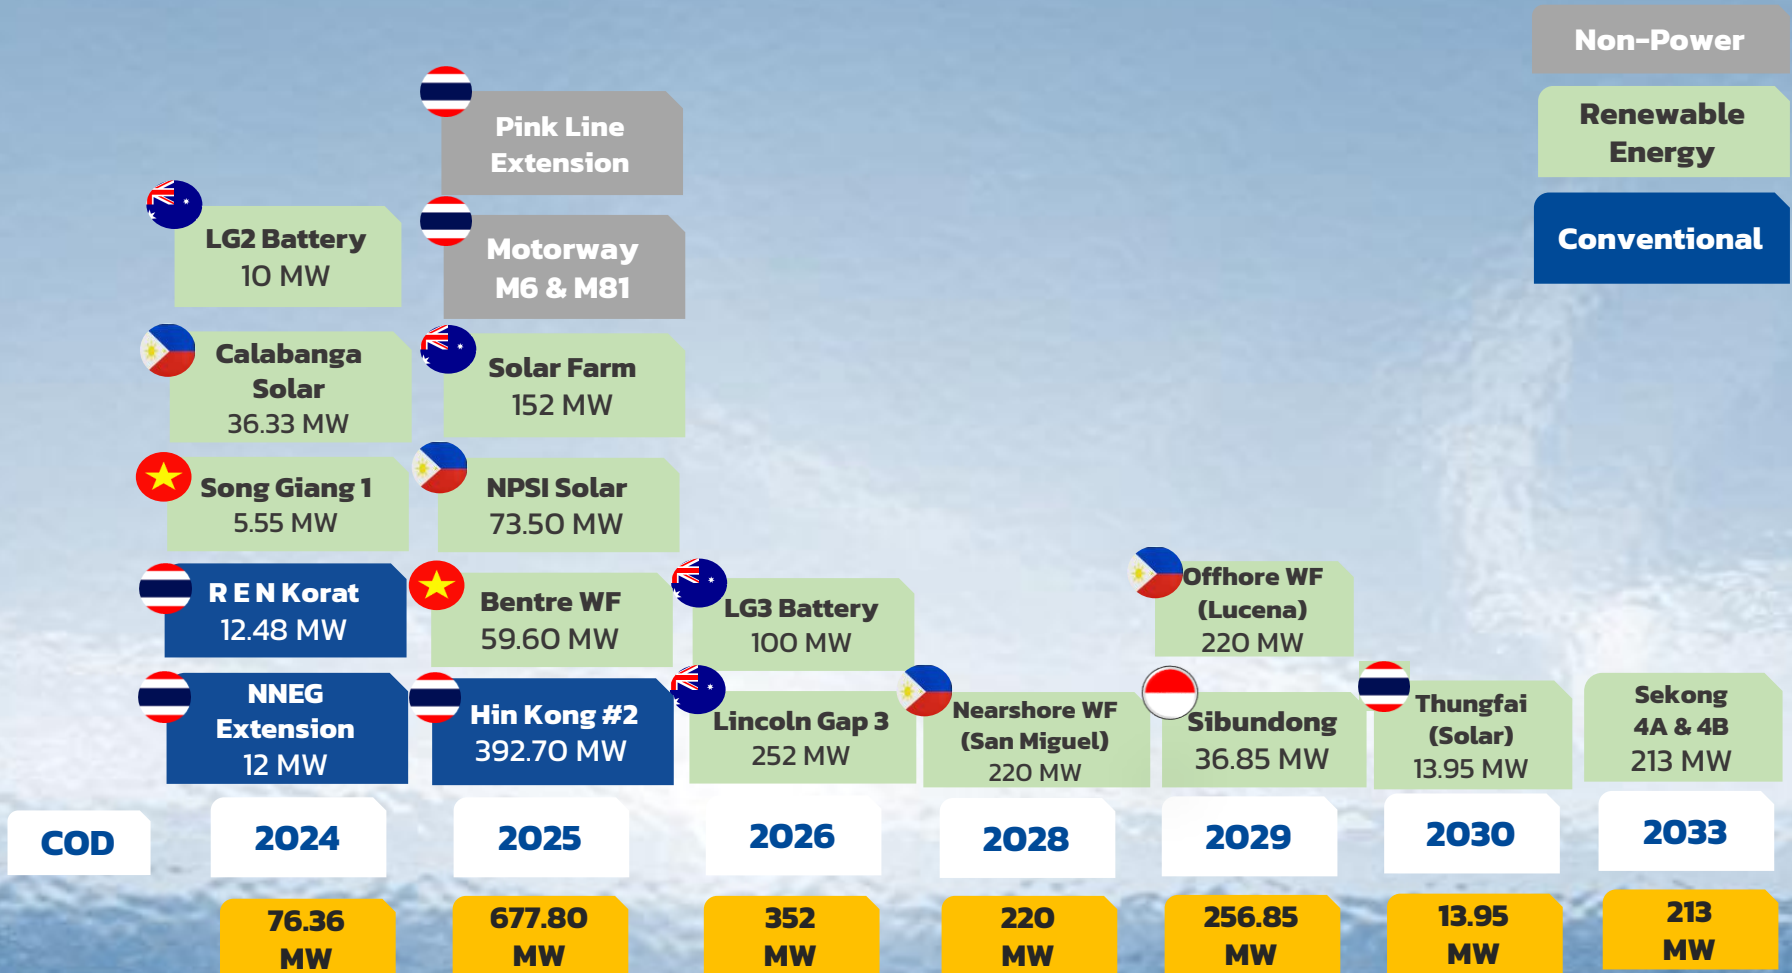 Non-Power
Renewable
Energy
Conventional
Pink Line
Extension
Motorway
M6 & M81
LG2 Battery
10 MW
Calabanga
Solar
36.33 MW
Solar Farm
152 MW
Song Giang 1
5.55 MW
NPSI Solar
73.50 MW
R E N Korat
12.48 MW
Bentre WF
59.60 MW
LG3 Battery
100 MW
Offhore WF
(Lucena)
220 MW
NNEG
Extension
12 MW
Hin Kong #2
392.70 MW
Lincoln Gap 3
252 MW
Nearshore WF
(San Miguel)
220 MW
Sibundong
36.85 MW
Thungfai
(Solar)
13.95 MW
Sekong
4A & 4B
213 MW
COD
2024
2025
2026
2028
2029
2030
2033
76.36
MW
677.80
MW
352
MW
220
MW
256.85
MW
13.95
MW
213
MW